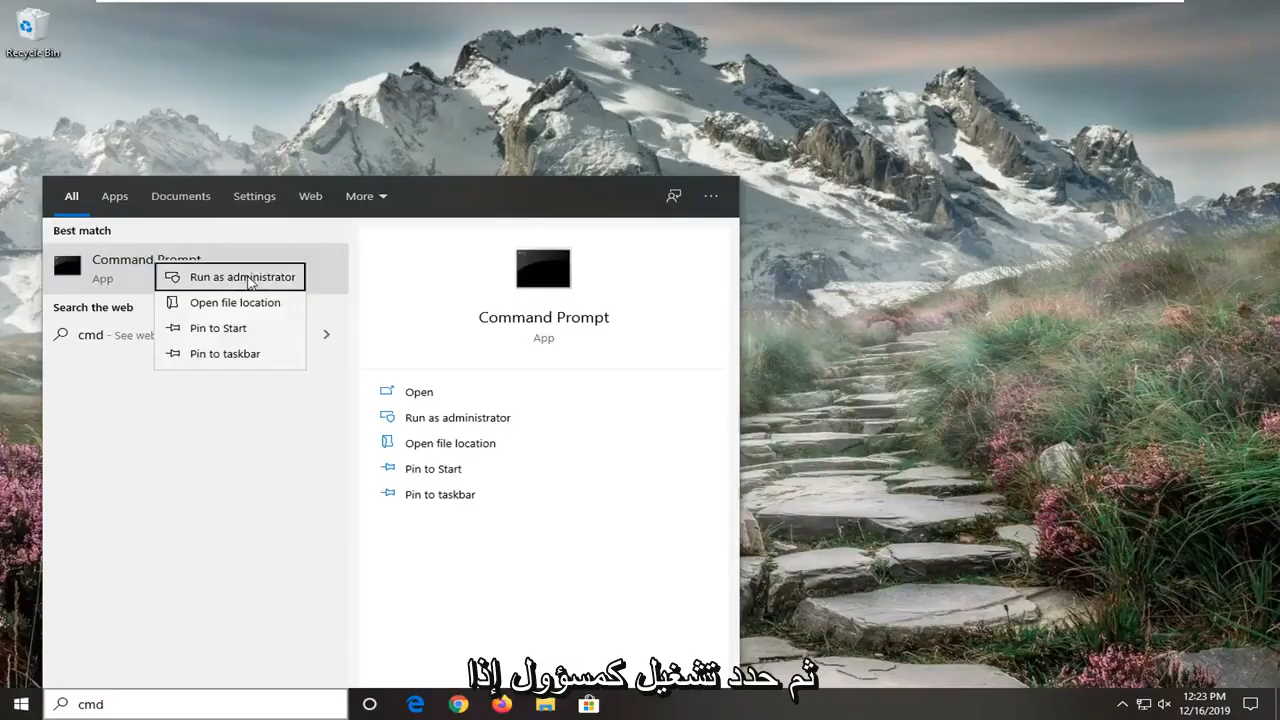 Recycle Bin
All
Apps
Documents
Settings
Web
More
Best match
Command Prompt
App
Run as administrator
Open file location
Pin to Start
Pin to taskbar
Search the web
cmd - See web
Command Prompt
App
Open
Run as administrator
Open file location
Pin to Start
Pin to taskbar
ثم حدد تشغيل كمسؤول إذا
cmd
12:23 PM
12/16/2019